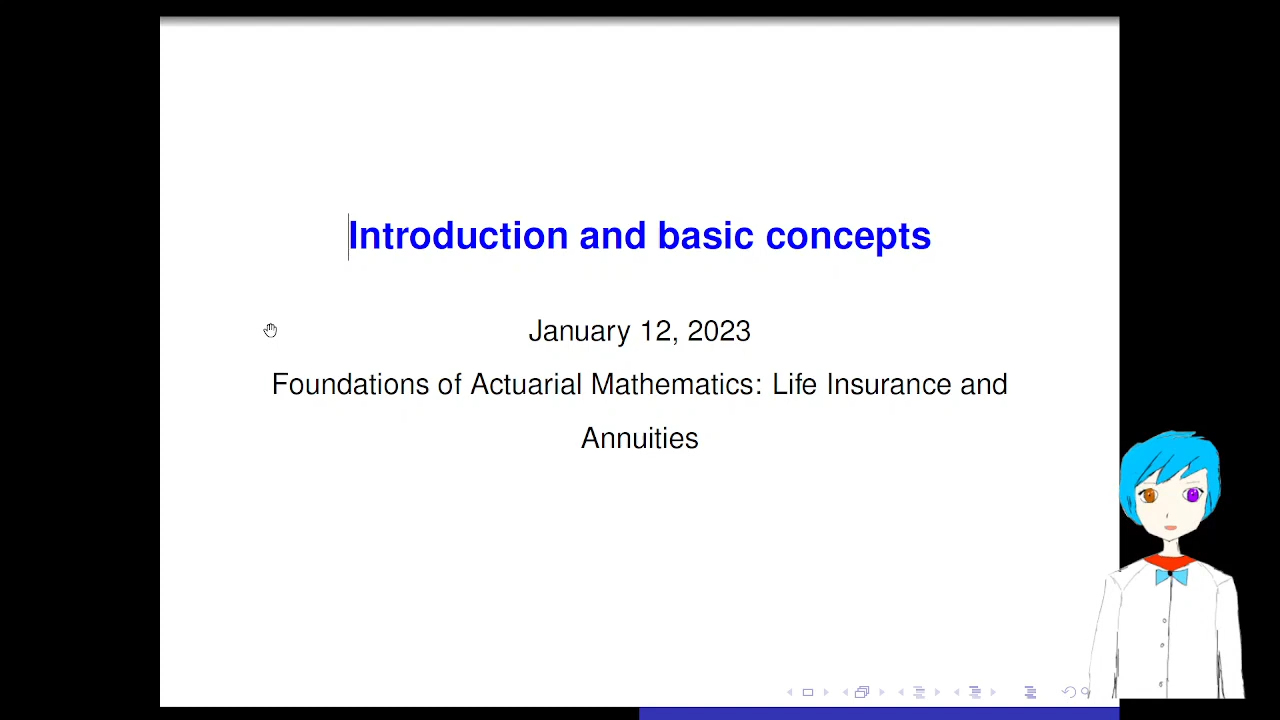 Introduction and basic concepts
January 12, 2023
Foundations of Actuarial Mathematics: Life Insurance and
Annuities